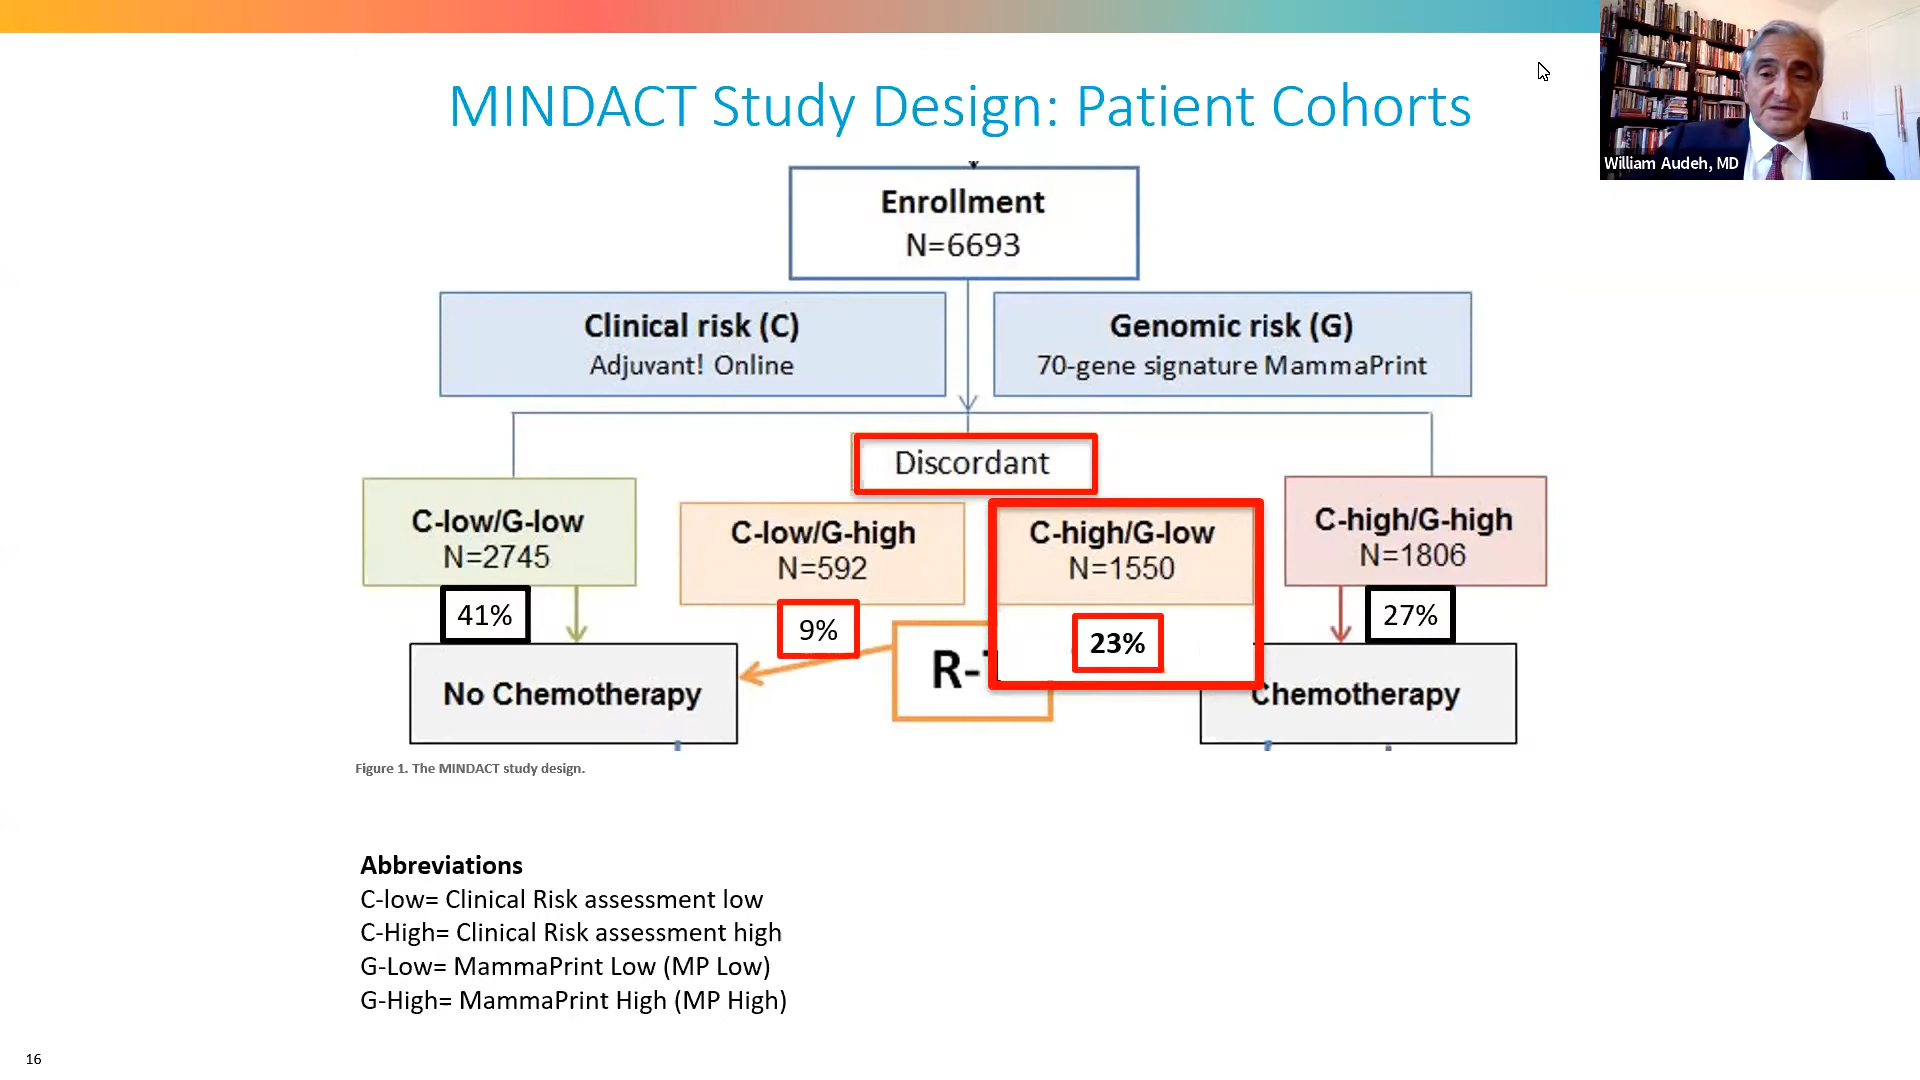 MINDACT Study Design: Patient Cohorts
William Audeh, MD
Enrollment
N=6693
Clinical risk (C)
Adjuvant! Online
Genomic risk (G)
70-gene signature MammaPrint
Discordant
C-low/G-low
N=2745
C-low/G-high
N=592
C-high/G-low
N=1550
C-high/G-high
N=1806
41%
9%
23%
27%
No Chemotherapy
R-
Chemotherapy
Figure 1. The MINDACT study design.
Abbreviations
C-low= Clinical Risk assessment low
C-High= Clinical Risk assessment high
G-Low= MammaPrint Low (MP Low)
G-High= MammaPrint High (MP High)
16